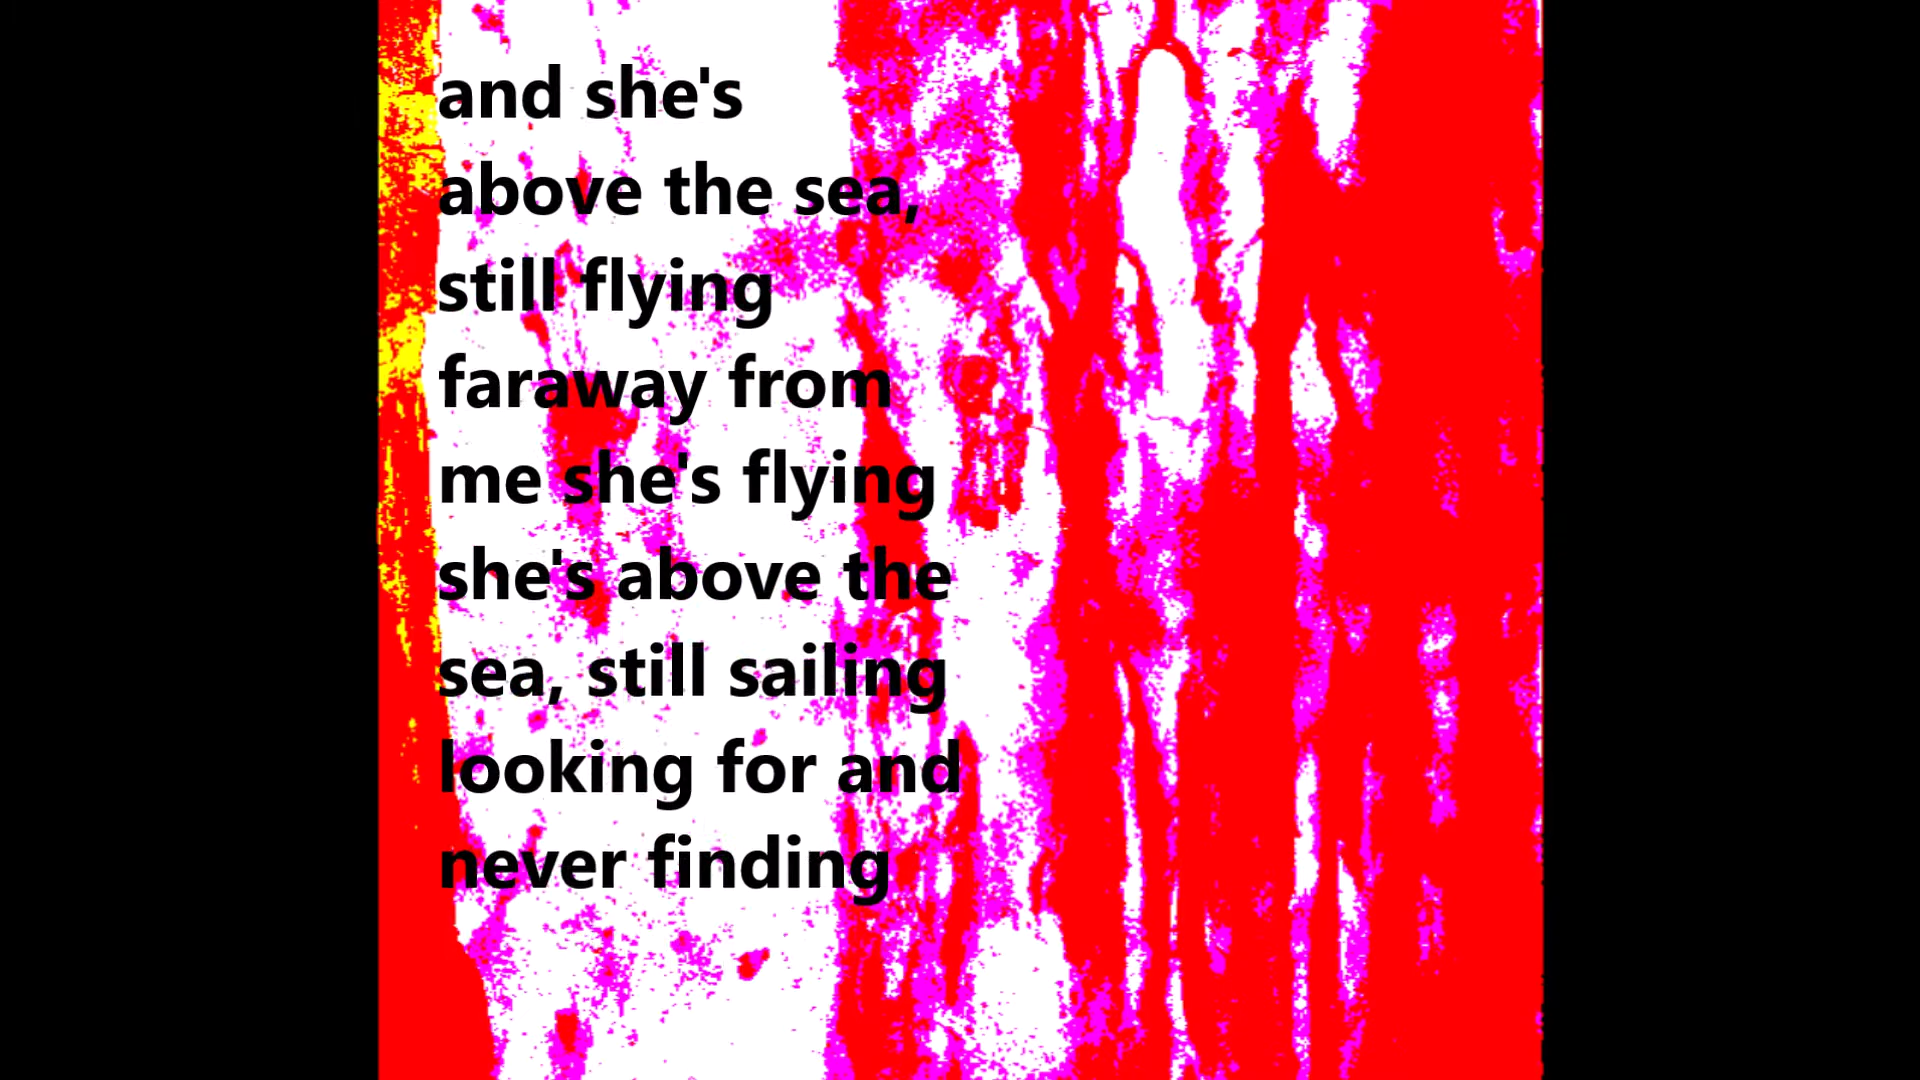 and she's
above the sea,
still flying
faraway from
me she's flying
she's above the
sea, still sailing
looking for and
never finding